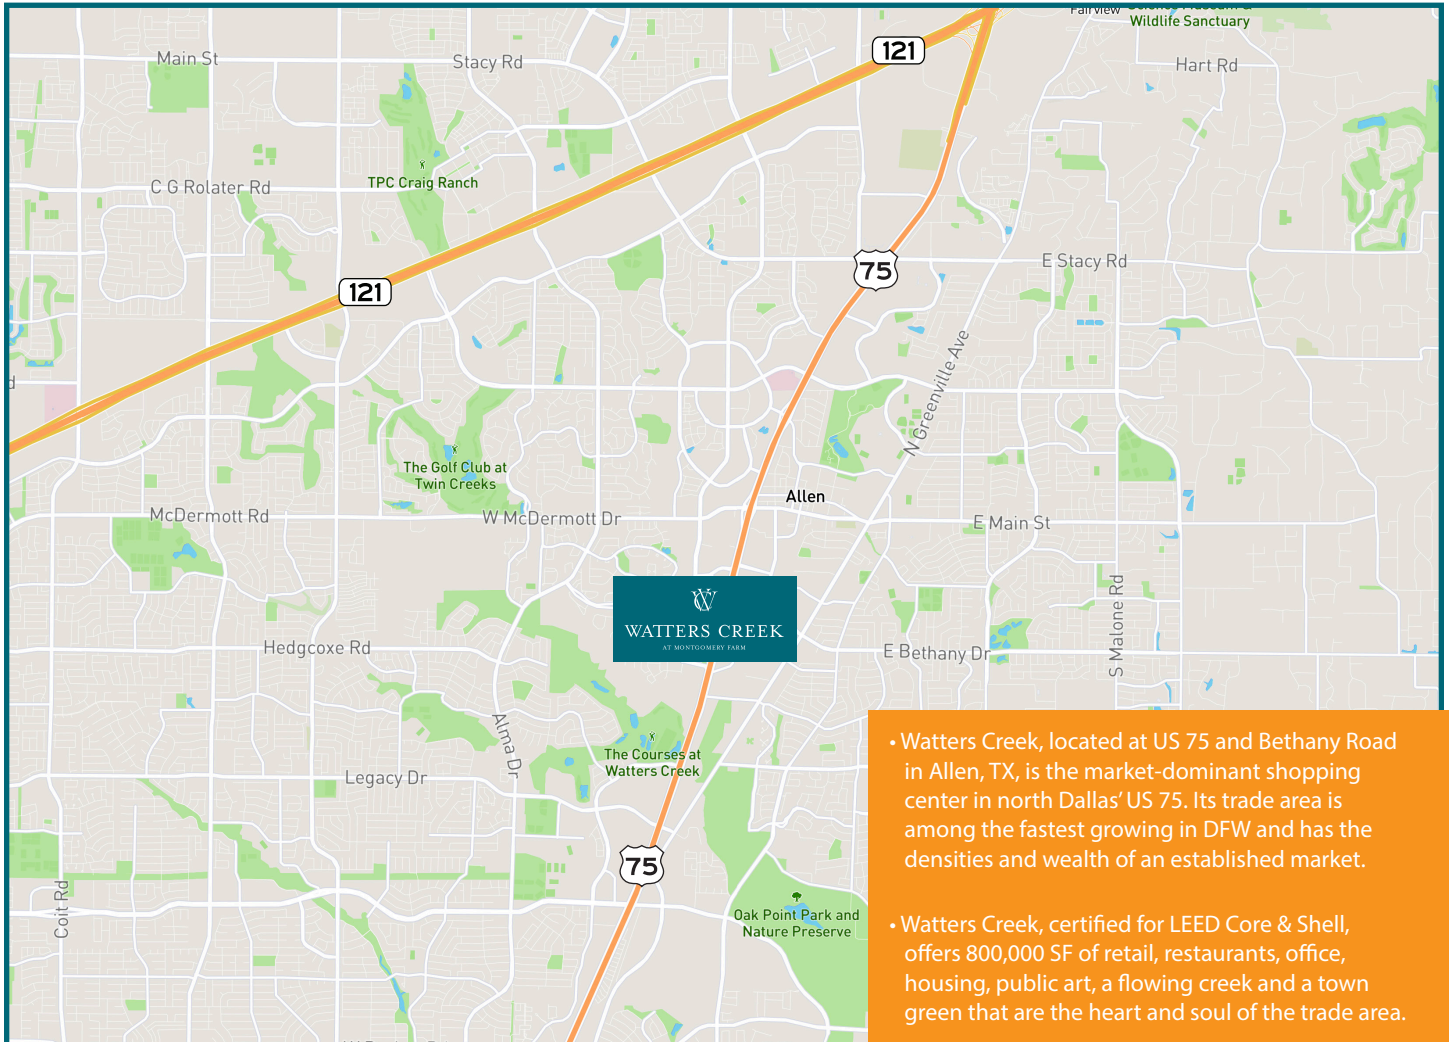 Fairview
Wildlife Sanctuary
Main St
Stacy Rd
121
Hart Rd
C G Rolater Rd
TPC Craig Ranch
121
75
E Stacy Rd
N Greenville Ave
The Golf Club at
Twin Creeks
Allen
McDermott Rd
W McDermott Dr
E Main St
WATTERS CREEK
AT MONTGOMERY FARM
S Malone Rd
Hedgcoxe Rd
E Bethany Dr
Alma Dr
The Courses at
Watters Creek
Legacy Dr
75
Coit Rd
Oak Point Park and
Nature Preserve
• Watters Creek, located at US 75 and Bethany Road
in Allen, TX, is the market-dominant shopping
center in north Dallas' US 75. Its trade area is
among the fastest growing in DFW and has the
densities and wealth of an established market.
• Watters Creek, certified for LEED Core & Shell,
offers 800,000 SF of retail, restaurants, office,
housing, public art, a flowing creek and a town
green that are the heart and soul of the trade area.